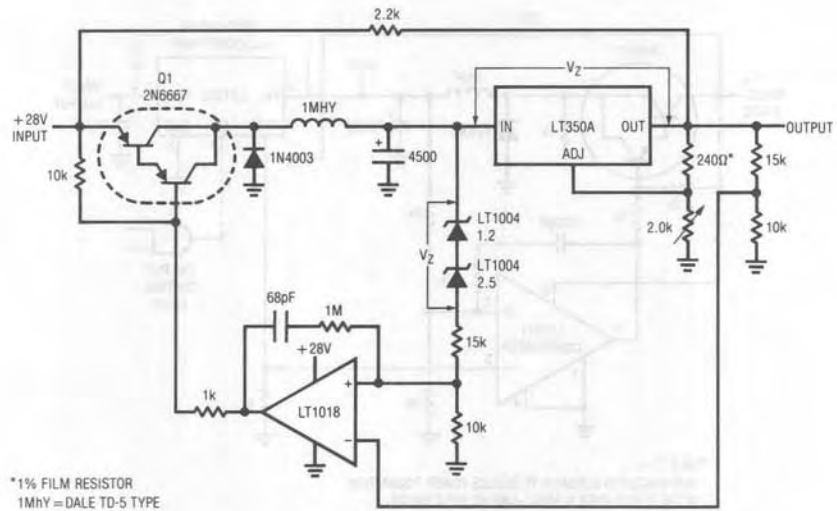 2.2k
Q1
2N6667
+28V
INPUT
10k
1N4003
1MHY
4500
VZ
IN
LT350A
OUT
ADJ
OUTPUT
240Ω*
15k
2.0k
10k
LT1004
1.2
VZ
LT1004
2.5
68pF
1M
15k
+28V
1k
LT1018
+
−
10k
+
*1% FILM RESISTOR
1MhY = DALE TD-5 TYPE